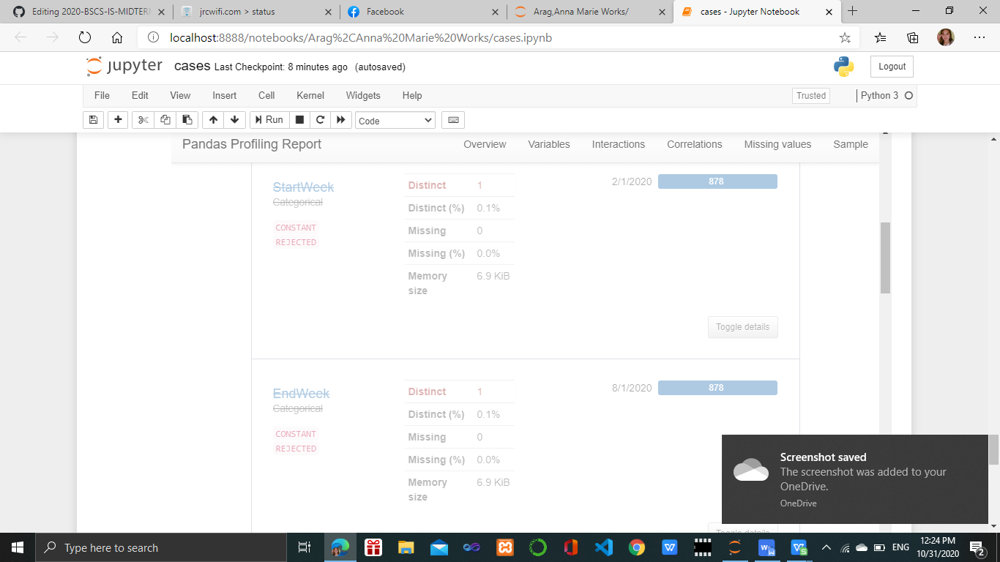 Editing 2020-BSCS-IS-MIDTER
jrcwifi.com > status
Facebook
Arag,Anna Marie Works/
cases - Jupyter Notebook
localhost:8888/notebooks/Arag%2CAnna%20Marie%20Works/cases.ipynb
jupyter cases Last Checkpoint: 8 minutes ago (autosaved)
Logout
File Edit View Insert Cell Kernel Widgets Help
Trusted
Python 3
Run
Code
Pandas Profiling Report
Overview Variables Interactions Correlations Missing values Sample
StartWeek
Categorical
CONSTANT
REJECTED
Distinct 1
Distinct (%) 0.1%
Missing 0
Missing (%) 0.0%
Memory size 6.9 KiB
2/1/2020 878
Toggle details
EndWeek
Categorical
CONSTANT
REJECTED
Distinct 1
Distinct (%) 0.1%
Missing 0
Missing (%) 0.0%
Memory size 6.9 KiB
8/1/2020 878
Toggle details
Screenshot saved
The screenshot was added to your
OneDrive.
OneDrive
Type here to search
ENG
12:24 PM
10/31/2020
2